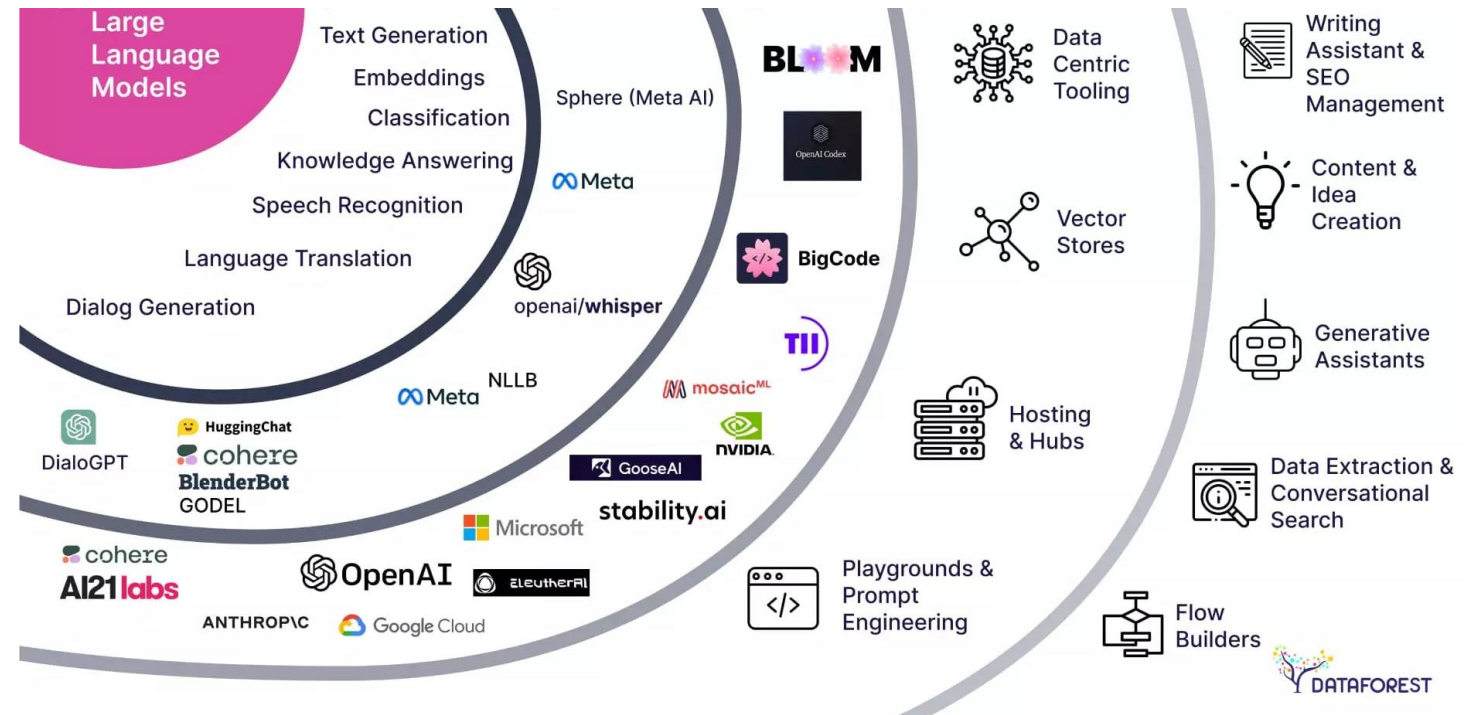 Large
Language
Models
Text Generation
Embeddings
Classification
Knowledge Answering
Speech Recognition
Language Translation
Dialog Generation
Sphere (Meta AI)
Meta
openai/whisper
Meta
NLLB
DialoGPT
HuggingChat
cohere
BlenderBot
GODEL
BLOOM
OpenAI Codex
</>
BigCode
TII
mosaicML
NVIDIA.
GooseAI
stability.ai
Microsoft
cohere
AI21labs
OpenAI
ELEUTHERAI
ANTHROP\C
Google Cloud
Data
Centric
Tooling
Vector
Stores
Hosting
& Hubs
</>
Playgrounds &
Prompt
Engineering
Writing
Assistant &
SEO
Management
Content &
Idea
Creation
Generative
Assistants
Data Extraction &
Conversational
Search
Flow
Builders
DATAFOREST